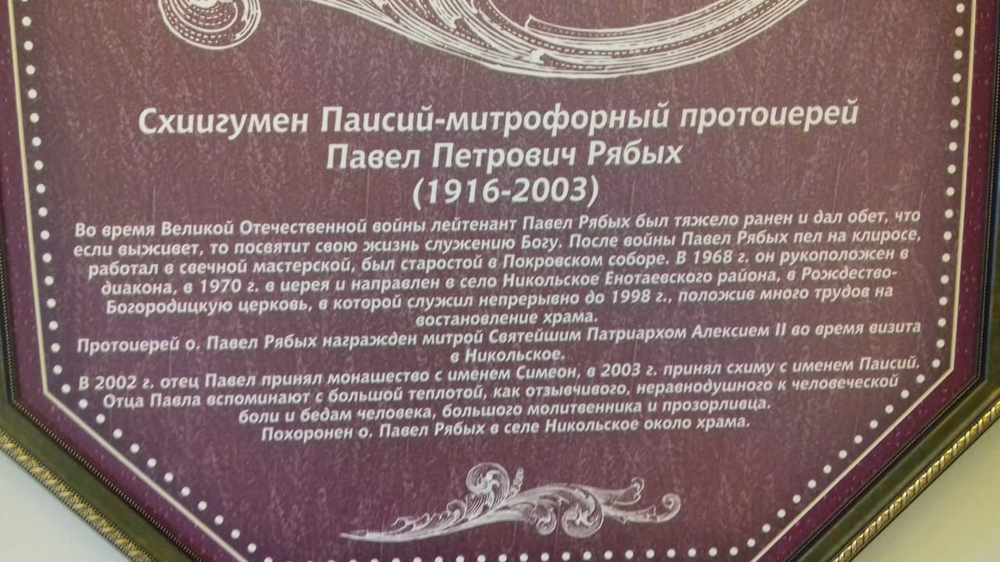 Схиигумен Паисий-митрофорный протоиерей
Павел Петрович Рябых
(1916-2003)
Во время Великой Отечественной войны лейтенант Павел Рябых был тяжело ранен и дал обет, что
если выживет, то посвятит свою жизнь служению Богу. После войны Павел Рябых пел на клиросе,
работал в свечной мастерской, был старостой в Покровском соборе. В 1968 г. он рукоположен в
диакона, в 1970 г. в иерея и направлен в село Никольское Енотаевского района, в Рождество-
Богородицкую церковь, в которой служил непрерывно до 1998 г., положив много трудов на
востановление храма.
Протоиерей о. Павел Рябых награжден митрой Святейшим Патриархом Алексием II во время визита
в Никольское.
В 2002 г. отец Павел принял монашество с именем Симеон, в 2003 г. принял схиму с именем Паисий.
Отца Павла вспоминают с большой теплотой, как отзывчивого, неравнодушного к человеческой
боли и бедам человека, большого молитвенника и прозорливца.
Похоронен о. Павел Рябых в селе Никольское около храма.